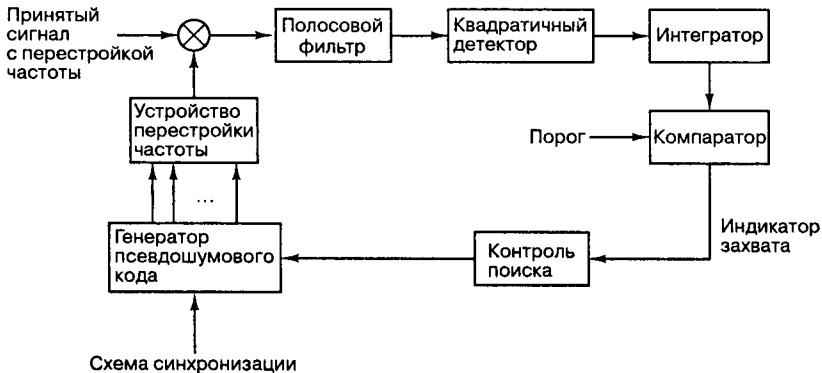 Принятый
сигнал
с перестройкой
частоты
Полосовой
фильтр
Квадратичный
детектор
Интегратор
Устройство
перестройки
частоты
Порог
Компаратор
...
Генератор
псевдошумового
кода
Контроль
поиска
Индикатор
захвата
Схема синхронизации